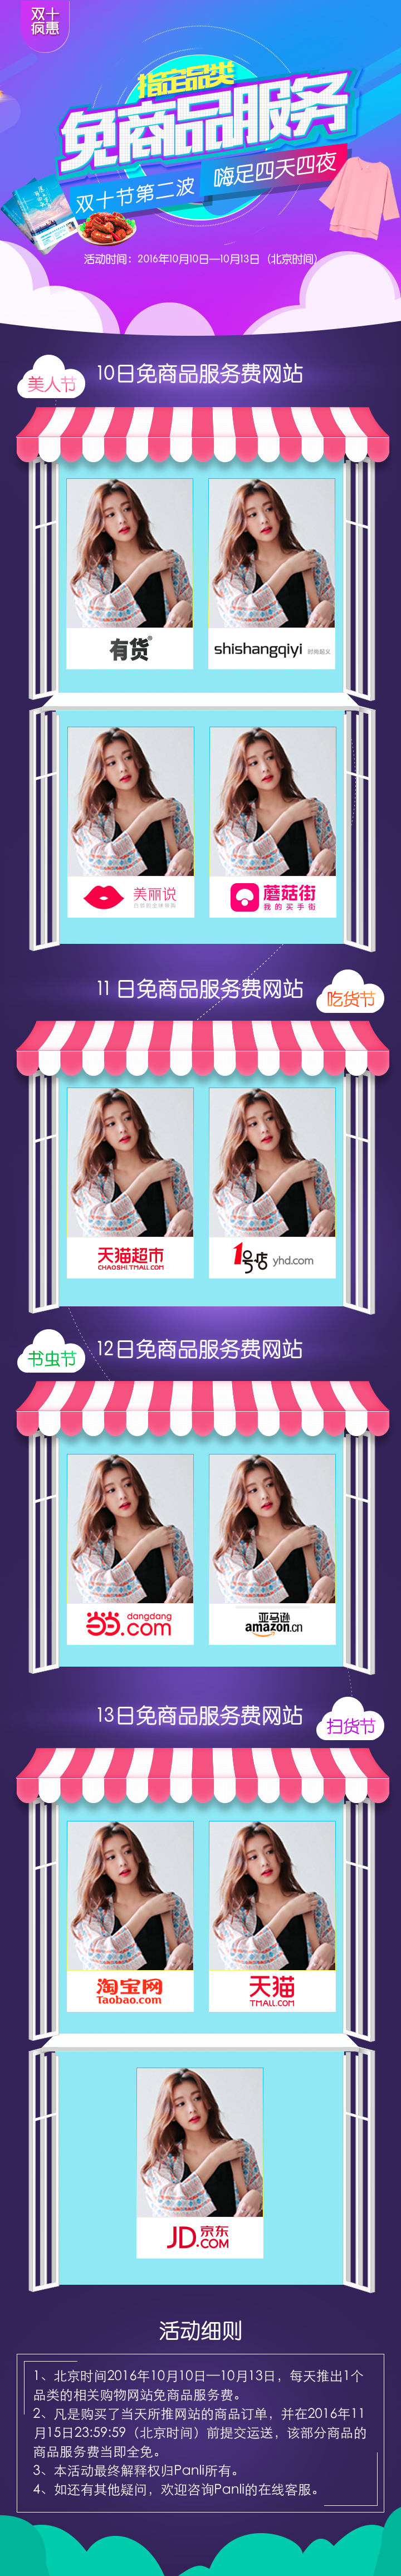 双十
疯惠
指定品类
免商品服务
双十节第二波 嗨足四天四夜
活动时间：2016年10月10日—10月13日（北京时间）
美人节
10日免商品服务费网站
有货®
shishangqiyi 时尚起义
美丽说
蘑菇街
我的买手街
11 日免商品服务费网站
吃货节
天猫超市
CHAOSHI.TMALL.COM
1号店 yhd.com
书虫节
12日免商品服务费网站
当当.com
dangdang
亚马逊
amazon.cn
13日免商品服务费网站
扫货节
淘宝网
Taobao.com
天猫
TMALL.COM
JD京东
.COM
活动细则
1、北京时间2016年10月10日—10月13日，每天推出1个
品类的相关购物网站免商品服务费。
2、凡是购买了当天所推网站的商品订单，并在2016年11
月15日23:59:59（北京时间）前提交运送，该部分商品的
商品服务费当即全免。
3、本活动最终解释权归Panli所有。
4、如还有其他疑问，欢迎咨询Panli的在线客服。